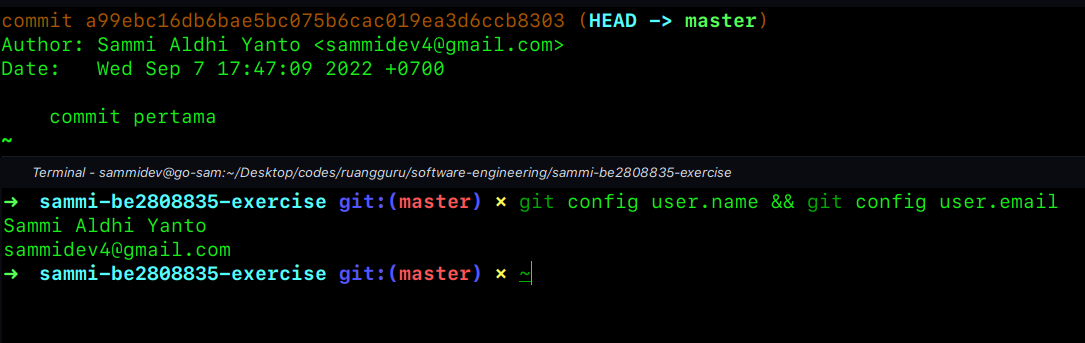 commit a99ebc16db6bae5bc075b6cac019ea3d6ccb8303 (HEAD -> master)
Author: Sammi Aldhi Yanto <sammidev4@gmail.com>
Date:   Wed Sep 7 17:47:09 2022 +0700
    commit pertama
~
Terminal - sammidev@go-sam:~/Desktop/codes/ruangguru/software-engineering/sammi-be2808835-exercise
➜  sammi-be2808835-exercise git:(master) × git config user.name && git config user.email
Sammi Aldhi Yanto
sammidev4@gmail.com
➜  sammi-be2808835-exercise git:(master) × ~